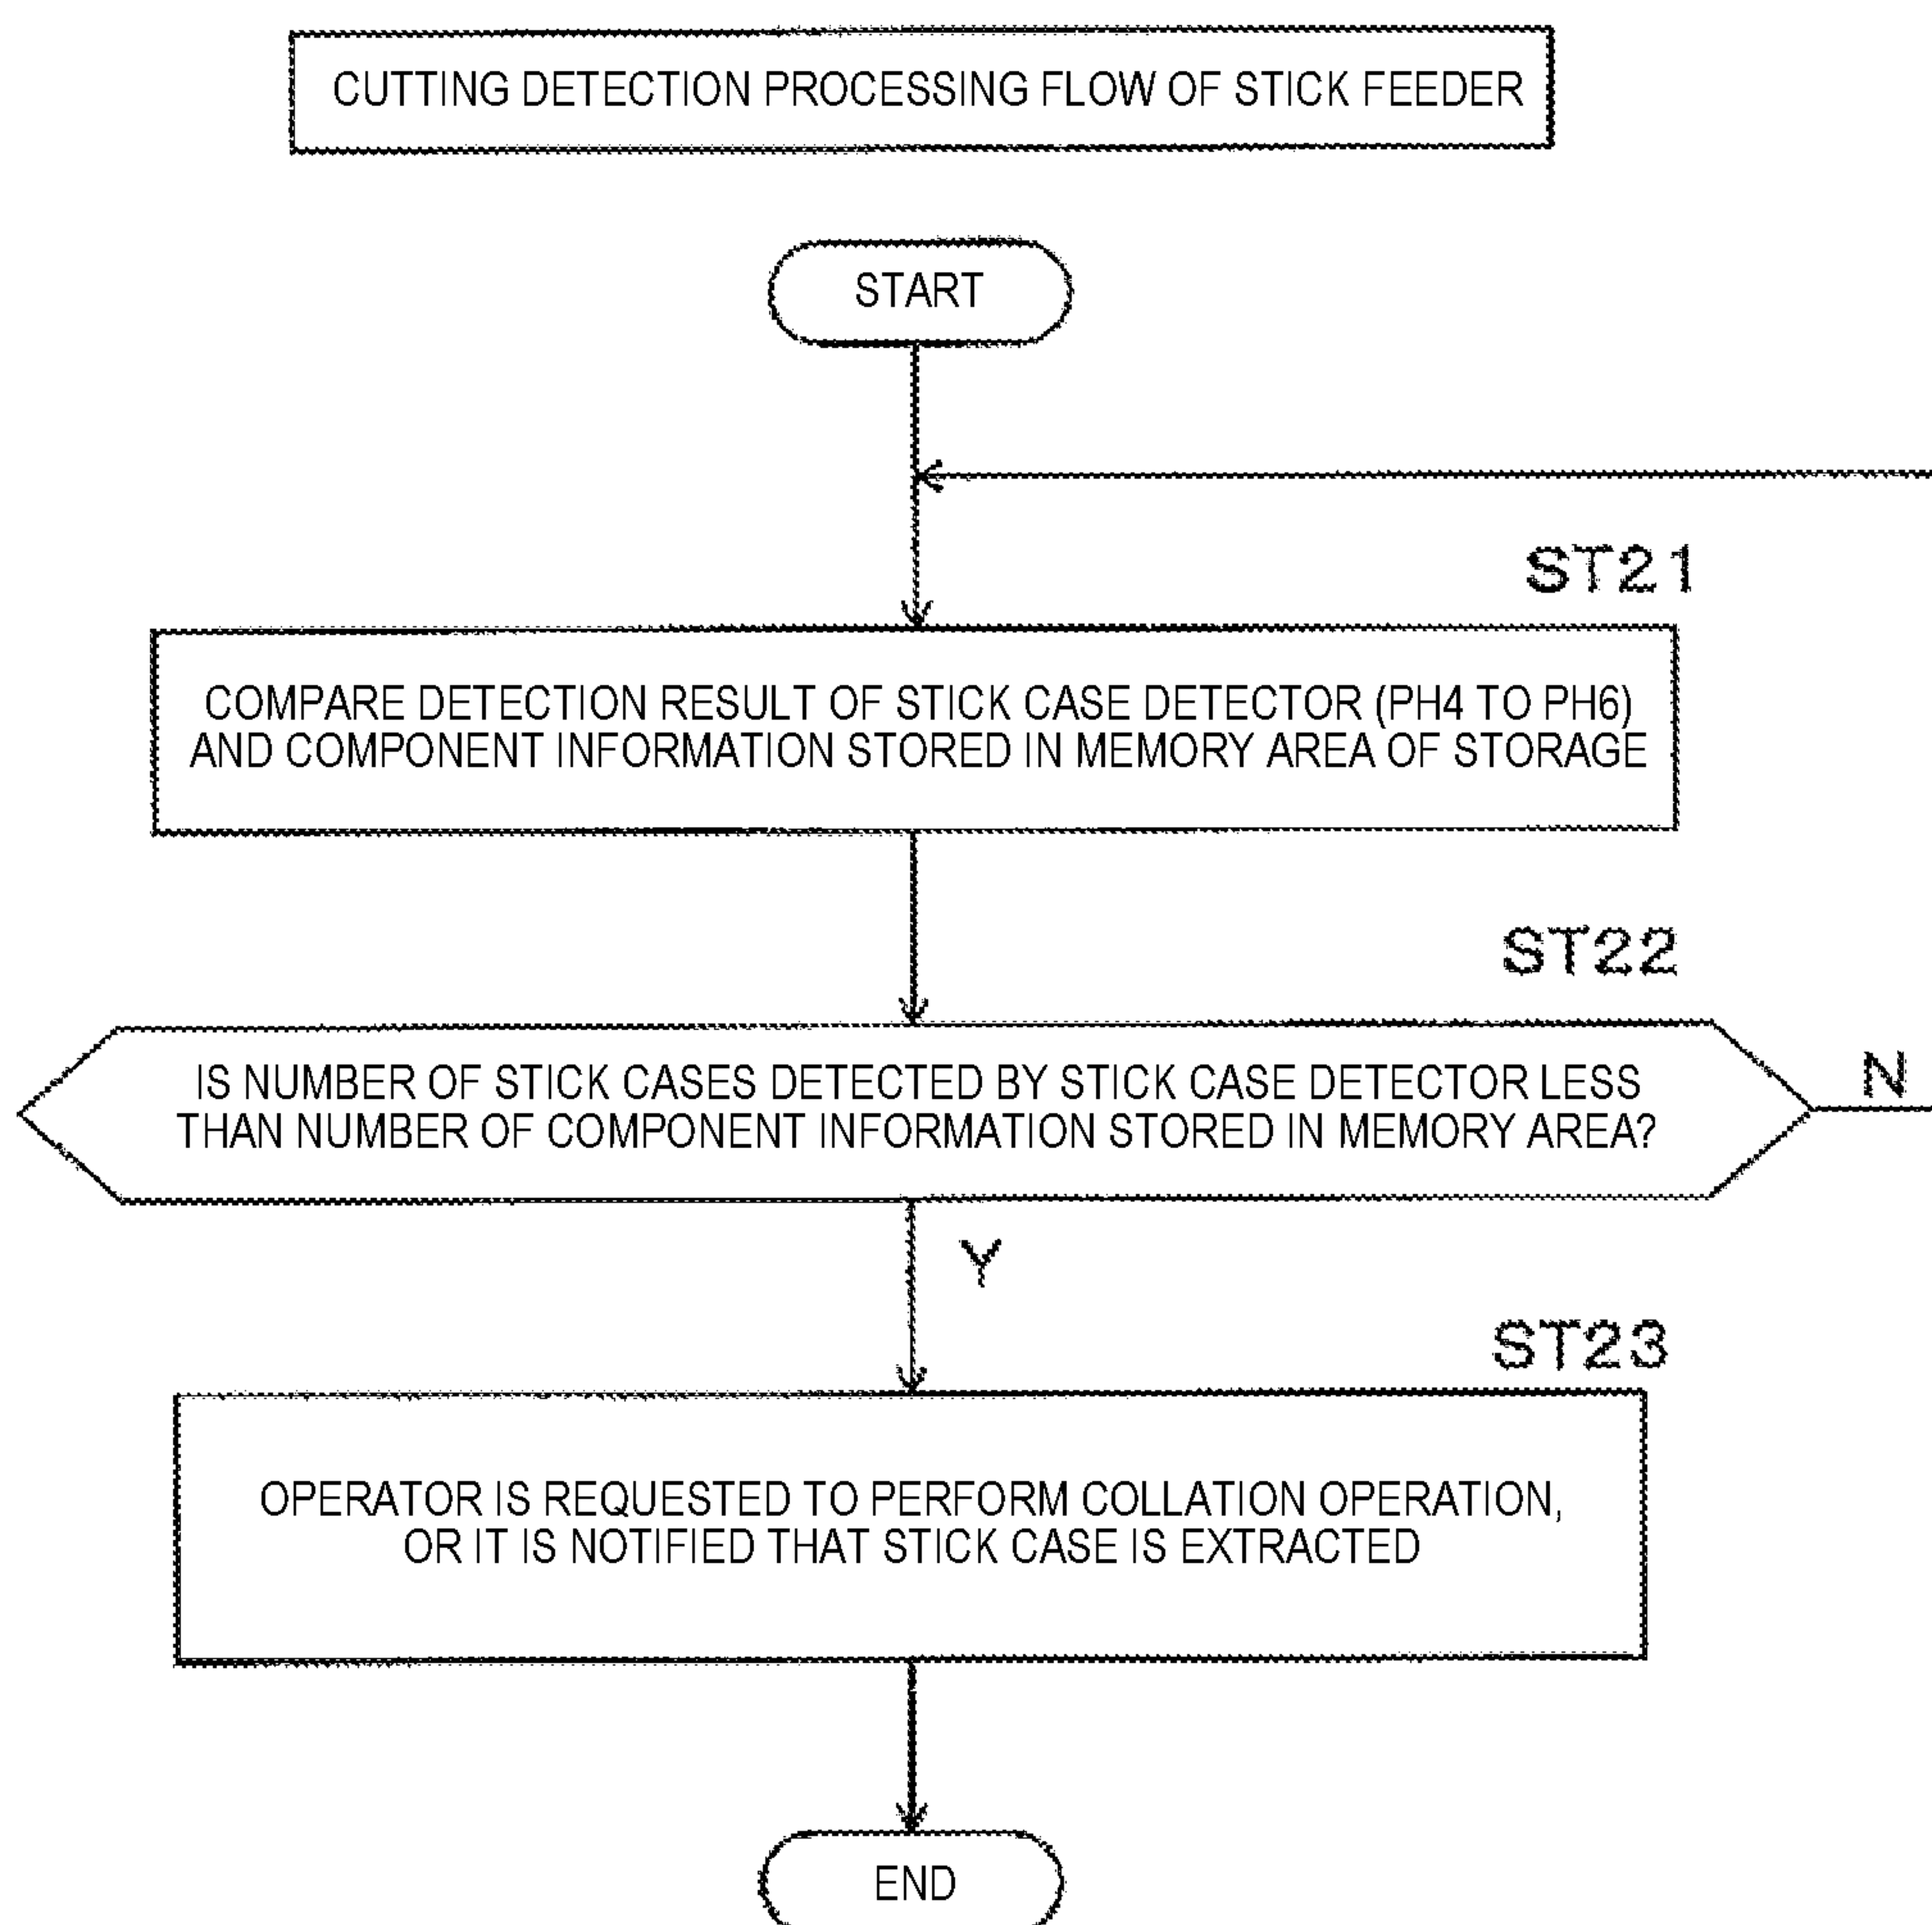 CUTTING DETECTION PROCESSING FLOW OF STICK FEEDER
START
ST21
COMPARE DETECTION RESULT OF STICK CASE DETECTOR (PH4 TO PH6)
AND COMPONENT INFORMATION STORED IN MEMORY AREA OF STORAGE
ST22
IS NUMBER OF STICK CASES DETECTED BY STICK CASE DETECTOR LESS
THAN NUMBER OF COMPONENT INFORMATION STORED IN MEMORY AREA?
N
Y
ST23
OPERATOR IS REQUESTED TO PERFORM COLLATION OPERATION,
OR IT IS NOTIFIED THAT STICK CASE IS EXTRACTED
END